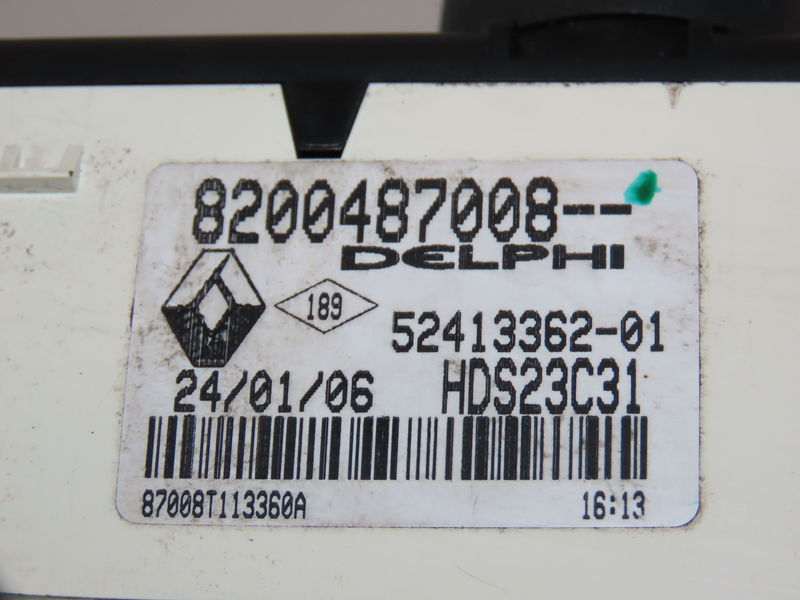 8200487008--
DELPHI
189
52413362-01
24/01/06 HDS23C31
87008T113360A 16:13